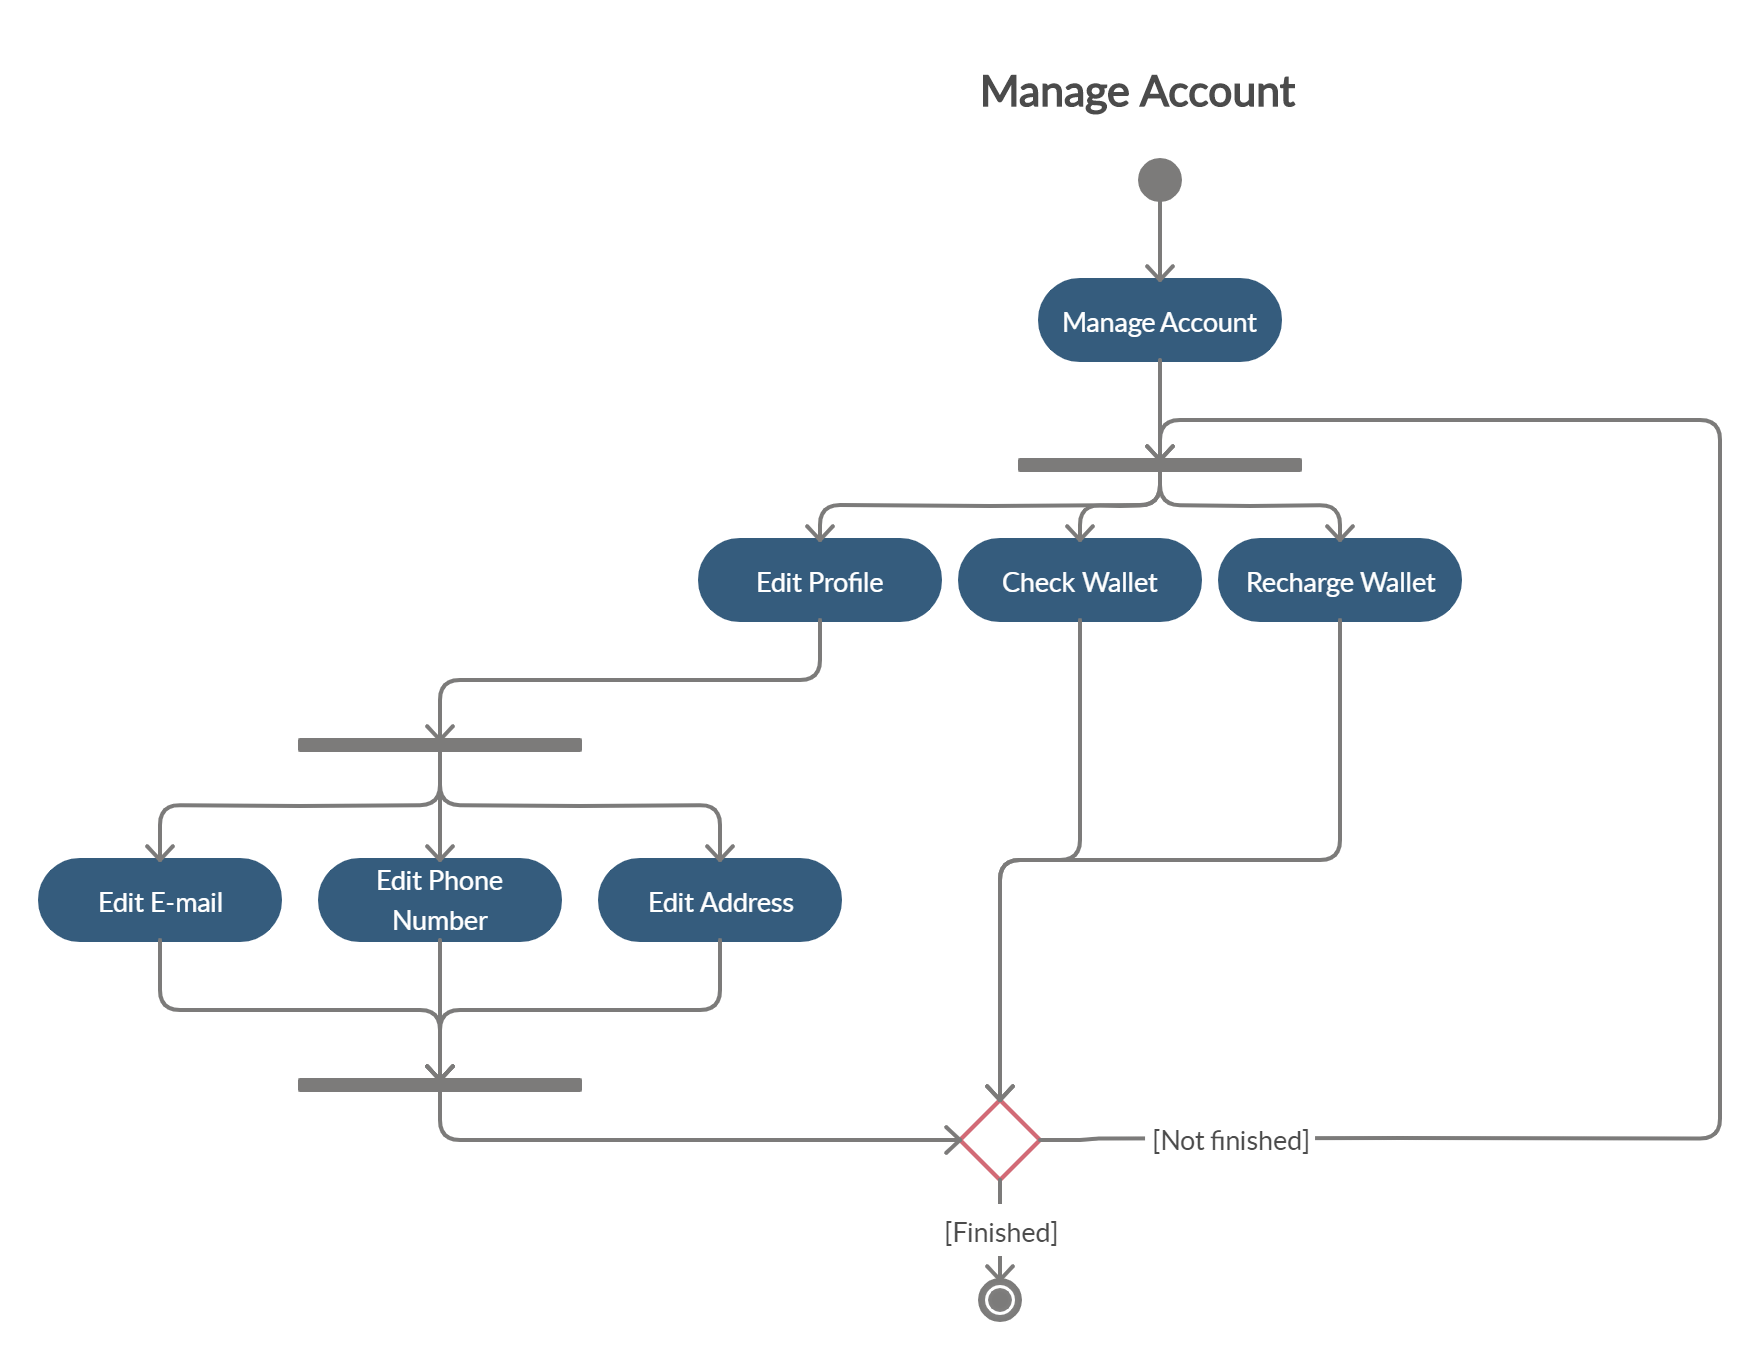 Manage Account
Manage Account
Edit Profile
Check Wallet
Recharge Wallet
Edit E-mail
Edit Phone
Number
Edit Address
[Not finished]
[Finished]